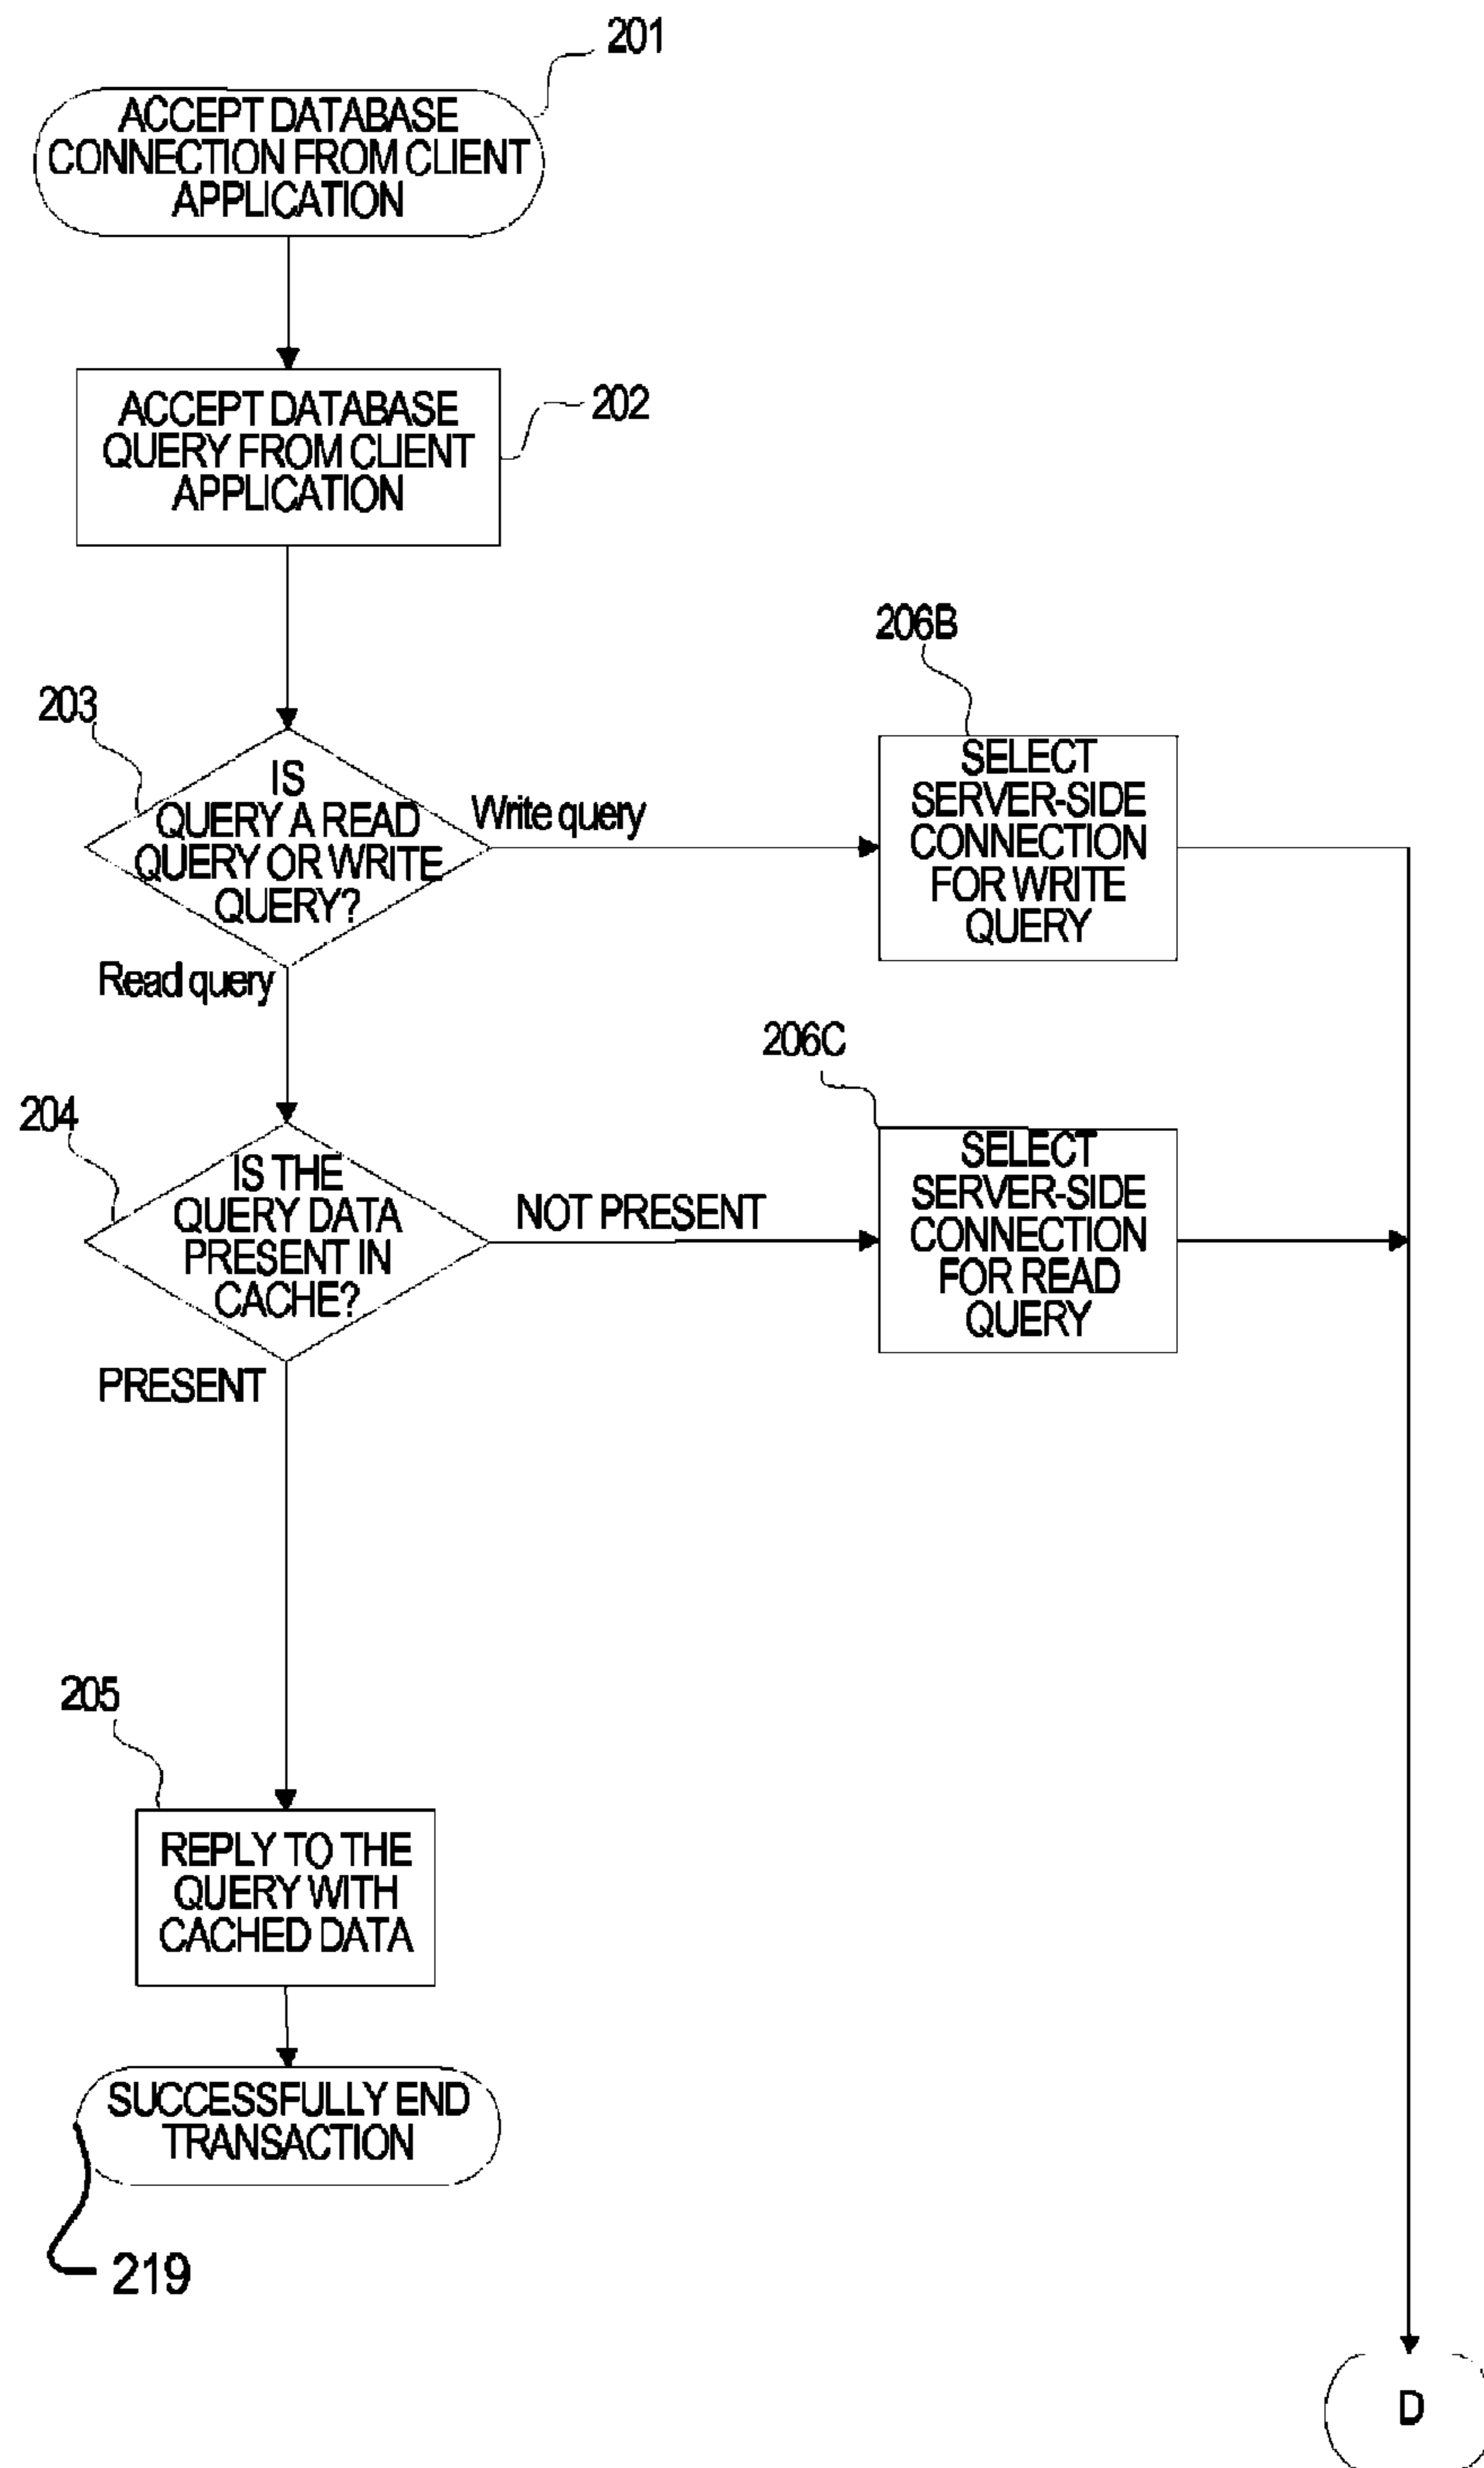 201
ACCEPT DATABASE
CONNECTION FROM CLIENT
APPLICATION
ACCEPT DATABASE
QUERY FROM CLIENT
APPLICATION
202
203
IS
QUERY A READ
QUERY OR WRITE
QUERY?
Write query
Read query
206B
SELECT
SERVER-SIDE
CONNECTION
FOR WRITE
QUERY
204
IS THE
QUERY DATA
PRESENT IN
CACHE?
NOT PRESENT
PRESENT
206C
SELECT
SERVER-SIDE
CONNECTION
FOR READ
QUERY
205
REPLY TO THE
QUERY WITH
CACHED DATA
SUCCESSFULLY END
TRANSACTION
219
D